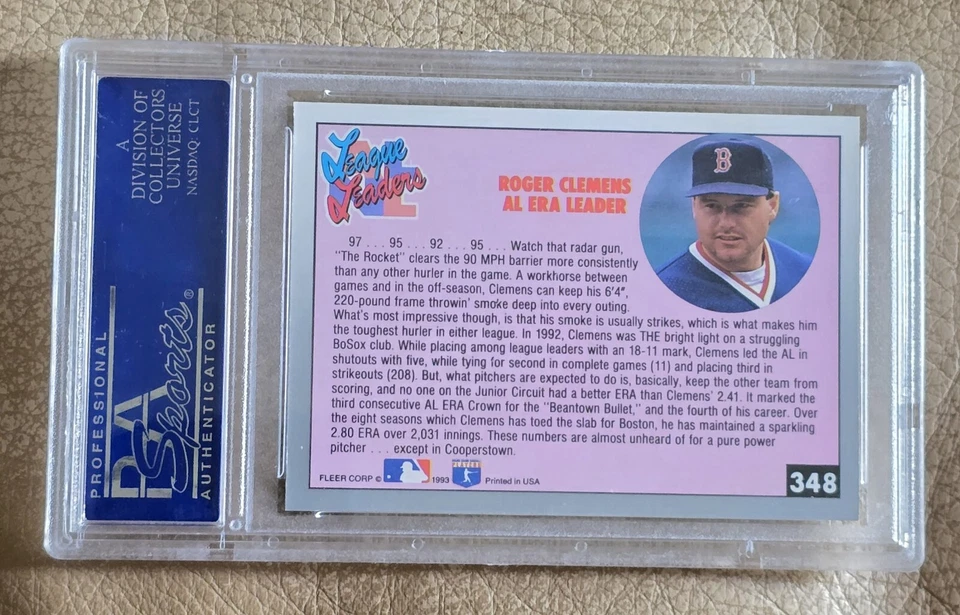 A
DIVISION OF
COLLECTORS
UNIVERSE
NASDAQ: CLCT
PROFESSIONAL
PSA
Sports®
AUTHENTICATOR
League
Leaders
AL
ROGER CLEMENS
AL ERA LEADER
B
97 . . . 95 . . . 92 . . . 95 . . . Watch that radar gun,
"The Rocket" clears the 90 MPH barrier more consistently
than any other hurler in the game. A workhorse between
games and in the off-season, Clemens can keep his 6'4",
220-pound frame throwin' smoke deep into every outing.
What's most impressive though, is that his smoke is usually strikes, which is what makes him
the toughest hurler in either league. In 1992, Clemens was THE bright light on a struggling
BoSox club. While placing among league leaders with an 18-11 mark, Clemens led the AL in
shutouts with five, while tying for second in complete games (11) and placing third in
strikeouts (208). But, what pitchers are expected to do is, basically, keep the other team from
scoring, and no one on the Junior Circuit had a better ERA than Clemens' 2.41. It marked the
third consecutive AL ERA Crown for the "Beantown Bullet," and the fourth of his career. Over
the eight seasons which Clemens has toed the slab for Boston, he has maintained a sparkling
2.80 ERA over 2,031 innings. These numbers are almost unheard of for a pure power
pitcher . . . except in Cooperstown.
FLEER CORP © 1993 PLAYERS Printed in USA
348